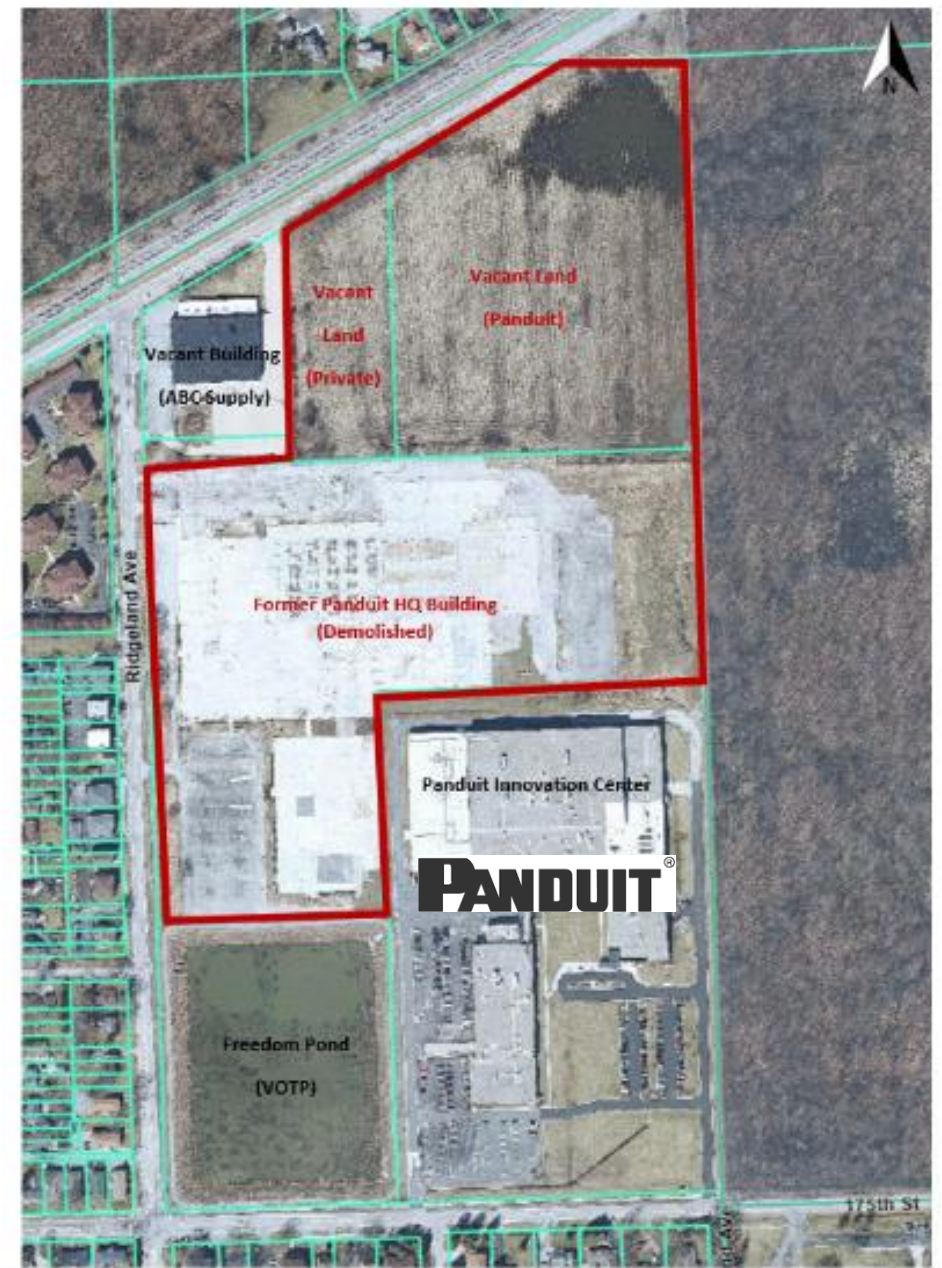 N
Vacant Land
(Panduit)
Vacant
Land
(Private)
Vacant Building
(ABC Supply)
Ridgeland Ave
Former Panduit HQ Building
(Demolished)
Panduit Innovation Center
PANDUIT®
Freedom Pond
(VOTP)
175th St